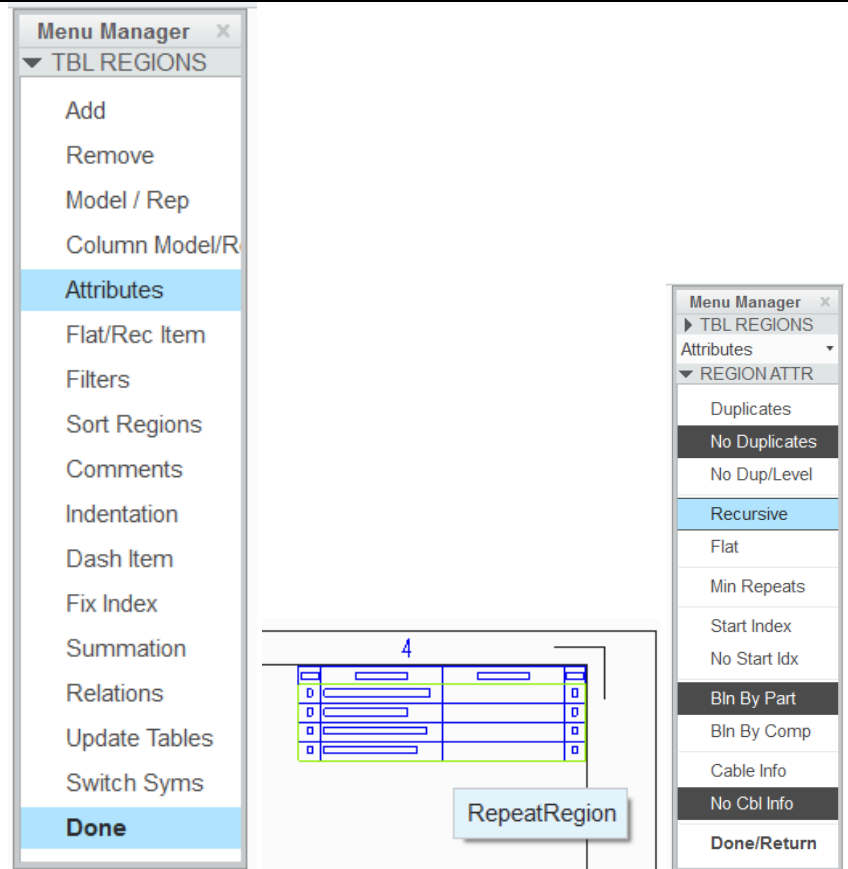 Menu Manager ×
TBL REGIONS
Add
Remove
Model / Rep
Column Model/R
Attributes
Flat/Rec Item
Filters
Sort Regions
Comments
Indentation
Dash Item
Fix Index
Summation
Relations
Update Tables
Switch Syms
Done
4
RepeatRegion
Menu Manager ×
TBL REGIONS
Attributes
REGION ATTR
Duplicates
No Duplicates
No Dup/Level
Recursive
Flat
Min Repeats
Start Index
No Start Idx
Bln By Part
Bln By Comp
Cable Info
No Cbl Info
Done/Return